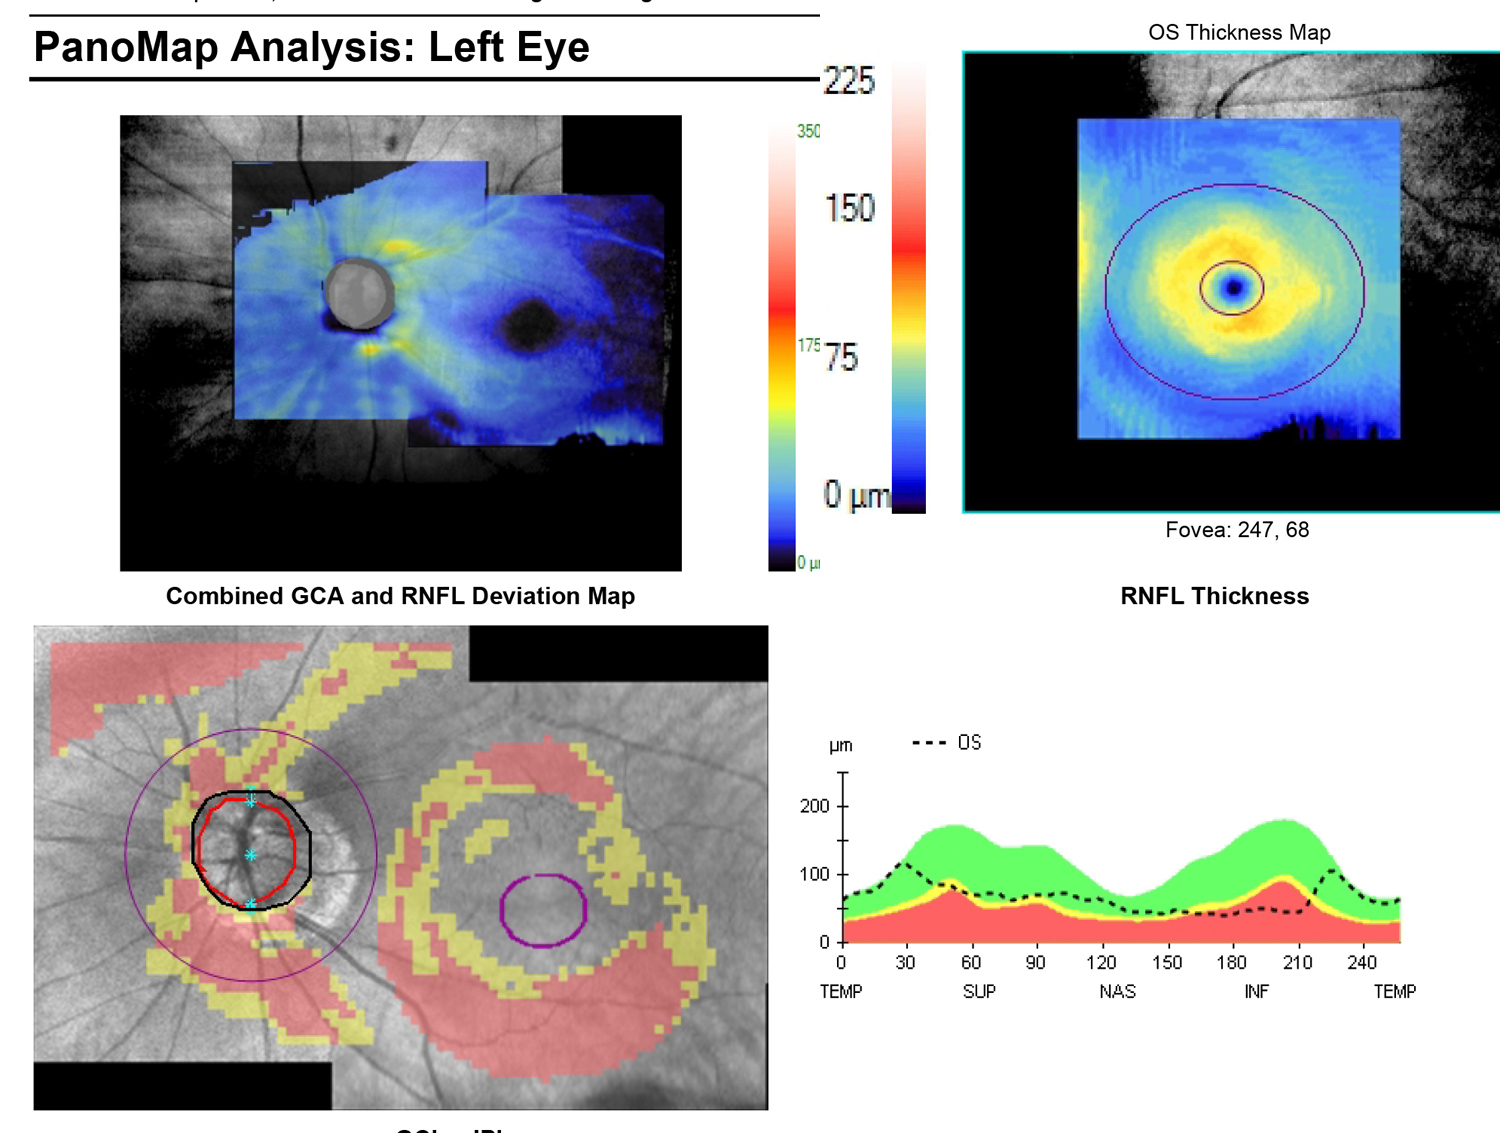 PanoMap Analysis: Left Eye
OS Thickness Map
350
175
225
150
75
0 µm
Fovea: 247, 68
Combined GCA and RNFL Deviation Map
RNFL Thickness
µm
OS
200
100
0
0 30 60 90 120 150 180 210 240
TEMP SUP NAS INF TEMP